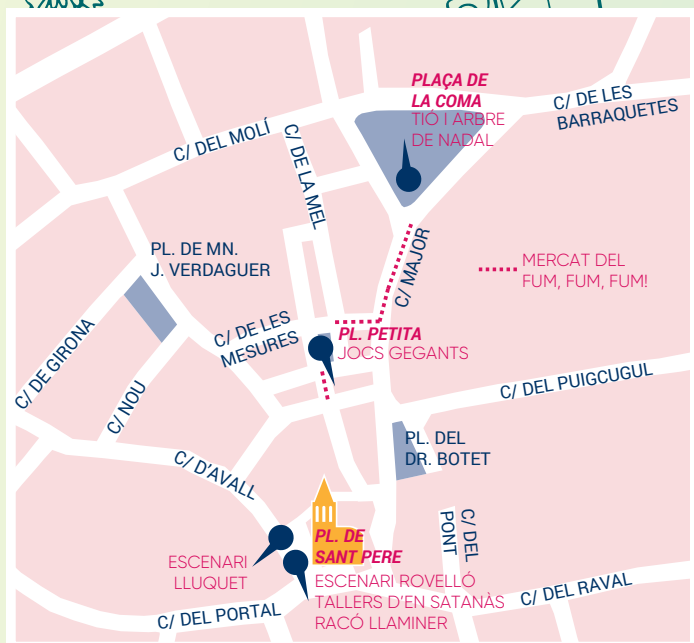 PLAÇA DE
LA COMA
TIÓ I ARBRE
DE NADAL
C/ DE LES
BARRAQUETES
C/ DEL MOLÍ
C/ DE LA MEL
PL. DE MN.
J. VERDAGUER
C/ MAJOR
MERCAT DEL
FUM, FUM, FUM!
C/ DE LES
MESURES
PL. PETITA
JOCS GEGANTS
C/ DE GIRONA
C/ NOU
C/ DEL PUIGCUGUL
PL. DEL
DR. BOTET
C/ D'AVALL
C/ DEL
PONT
PL. DE
SANT PERE
ESCENARI
LLUQUET
ESCENARI ROVELLÓ
TALLERS D'EN SATANÀS
RACÓ LLAMINER
C/ DEL RAVAL
C/ DEL PORTAL